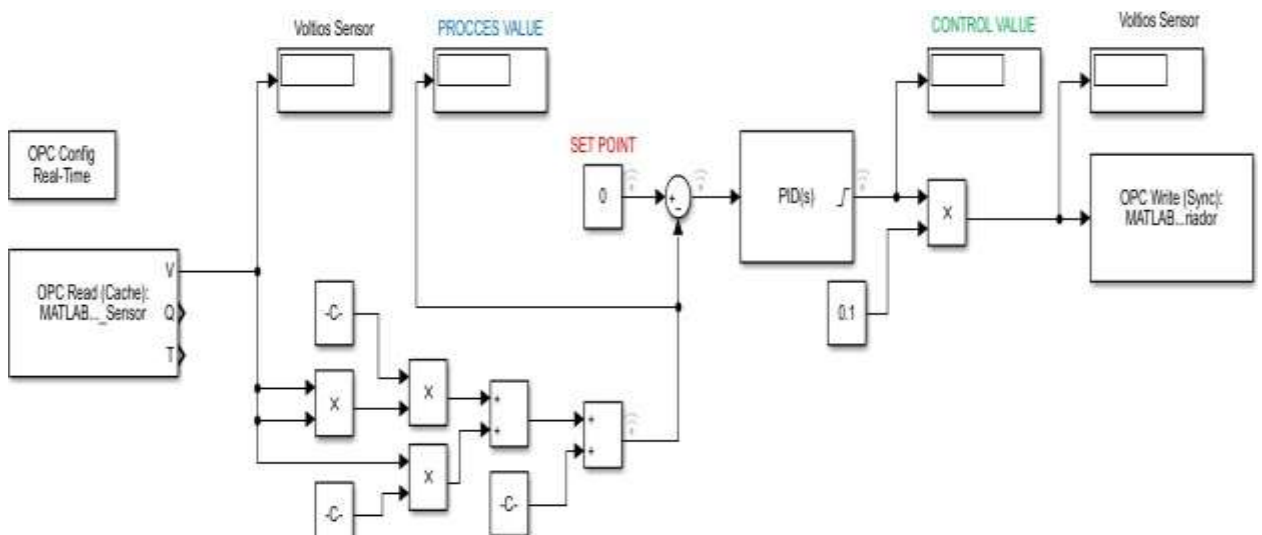 Voltios Sensor
PROCCES VALUE
CONTROL VALUE
Voltios Sensor
OPC Config
Real-Time
SET POINT
0
+
-
PID(s)
X
OPC Write (Sync):
MATLAB...riador
0.1
V
OPC Read (Cache):
MATLAB..._Sensor
Q
T
-C-
X
X
+
+
+
+
X
-C-
-C-